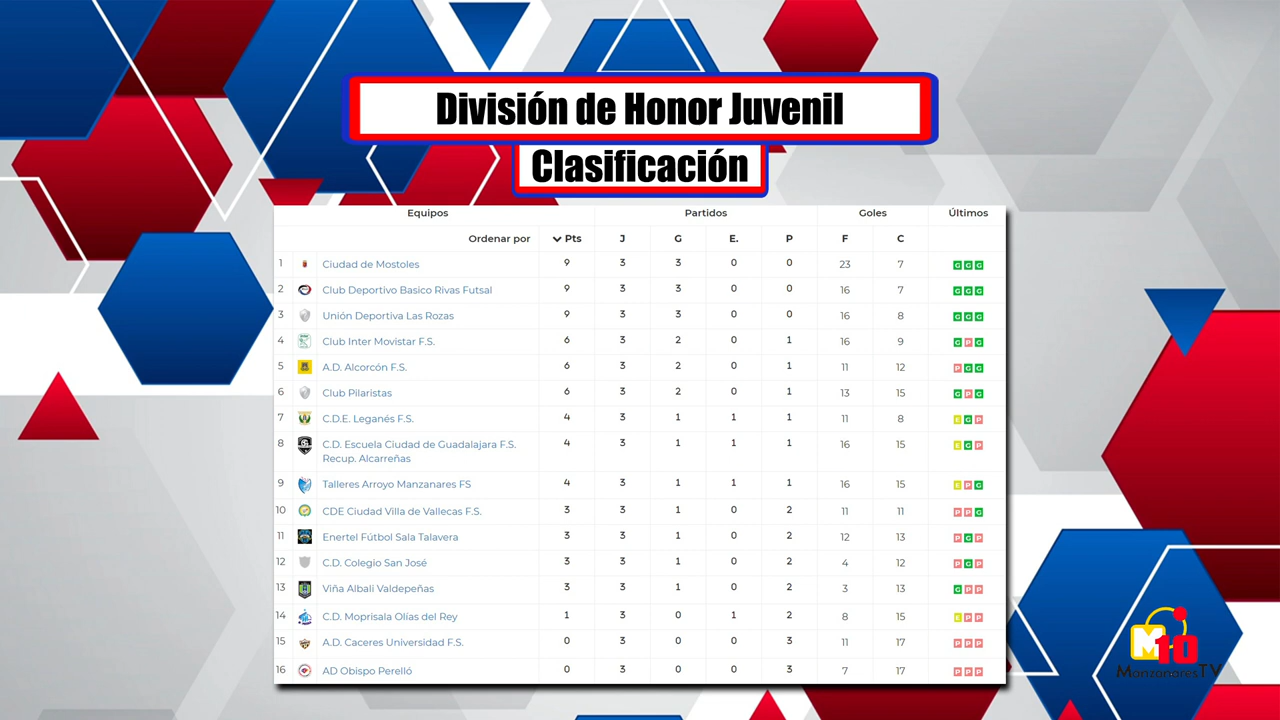 División de Honor Juvenil
Clasificación
Equipos Partidos Goles Últimos
Ordenar por Pts J G E. P F C
1 Ciudad de Mostoles 9 3 3 0 0 23 7 G G G
2 Club Deportivo Basico Rivas Futsal 9 3 3 0 0 16 7 G G G
3 Unión Deportiva Las Rozas 9 3 3 0 0 16 8 G G G
4 Club Inter Movistar F.S. 6 3 2 0 1 16 9 G P G
5 A.D. Alcorcón F.S. 6 3 2 0 1 11 12 P G G
6 Club Pilaristas 6 3 2 0 1 13 15 G P G
7 C.D.E. Leganés F.S. 4 3 1 1 1 11 8 E G P
8 C.D. Escuela Ciudad de Guadalajara F.S. 4 3 1 1 1 16 15 E G P
Recup. Alcarreñas
9 Talleres Arroyo Manzanares FS 4 3 1 1 1 16 15 E P G
10 CDE Ciudad Villa de Vallecas F.S. 3 3 1 0 2 11 11 P P G
11 Enertel Fútbol Sala Talavera 3 3 1 0 2 12 13 P G P
12 C.D. Colegio San José 3 3 1 0 2 4 12 P G P
13 Viña Albali Valdepeñas 3 3 1 0 2 3 13 G P P
14 C.D. Moprisala Olías del Rey 1 3 0 1 2 8 15 E P P
15 A.D. Caceres Universidad F.S. 0 3 0 0 3 11 17 P P P
16 AD Obispo Perelló 0 3 0 0 3 7 17 P P P
M10
Manzanares TV